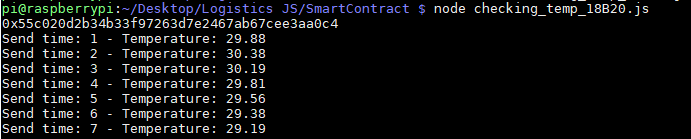 pi@raspberrypi:~/Desktop/Logistics JS/SmartContract $ node checking_temp_18B20.js
0x55c020d2b34b33f97263d7e2467ab67cee3aa0c4
Send time: 1 - Temperature: 29.88
Send time: 2 - Temperature: 30.38
Send time: 3 - Temperature: 30.19
Send time: 4 - Temperature: 29.81
Send time: 5 - Temperature: 29.56
Send time: 6 - Temperature: 29.38
Send time: 7 - Temperature: 29.19